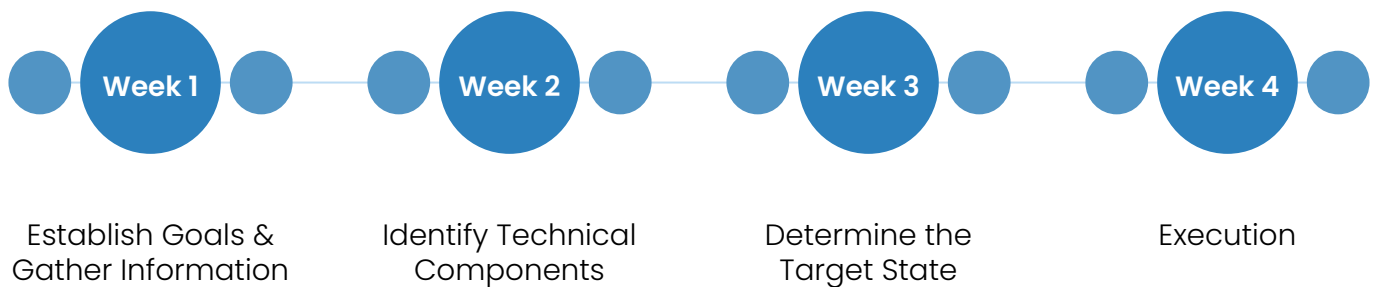 Week 1
Week 2
Week 3
Week 4
Establish Goals &
Gather Information
Identify Technical
Components
Determine the
Target State
Execution